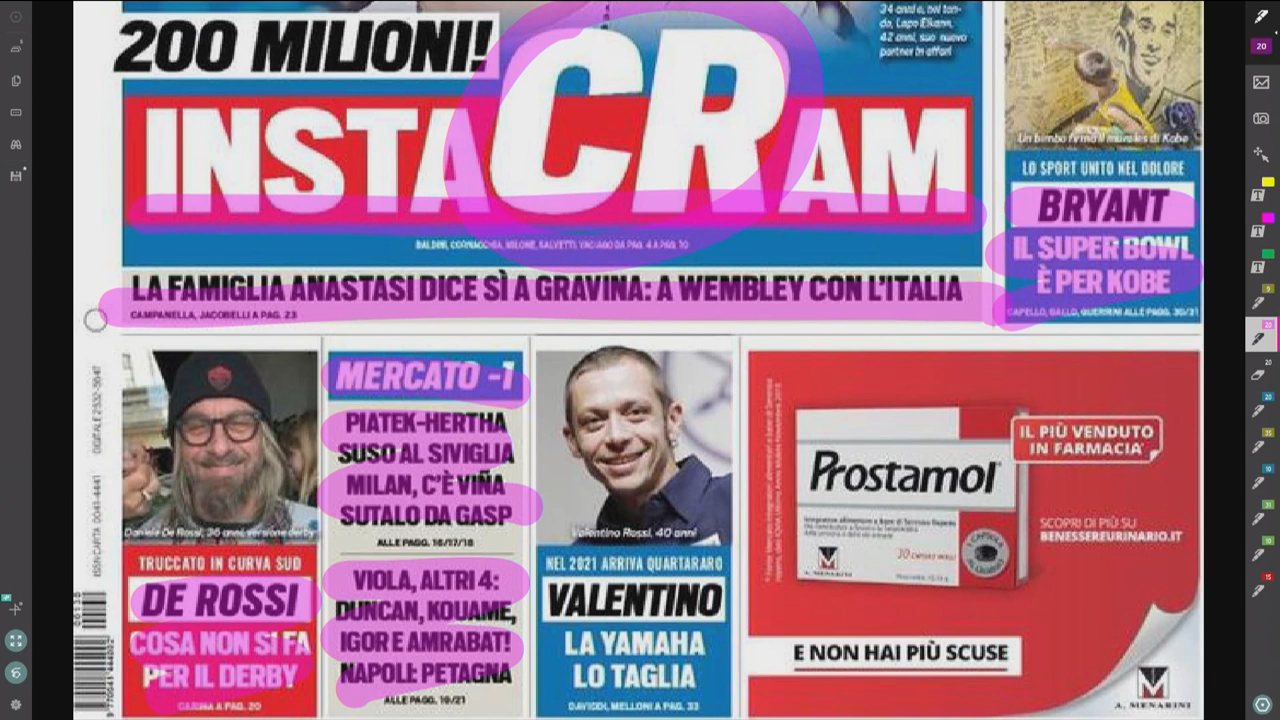 200 MILIONI!
34 anni e, nel ton-
do, Lapo Elkann,
42 anni, suo nuovo
partner in affari
INSTACRAM
BALDINI, CORNACCHIA, MILONE, SALVETTI, VACIAGO DA PAG. 4 A PAG. 10
LA FAMIGLIA ANASTASI DICE SÌ A GRAVINA: A WEMBLEY CON L'ITALIA
CAMPANELLA, JACOBELLI A PAG. 23
Un bimbo firma il murales di Kobe
LO SPORT UNITO NEL DOLORE
BRYANT
IL SUPER BOWL
È PER KOBE
CAPELLO, GALLO, GUERRINI ALLE PAGG. 30/31
Daniele De Rossi, 36 anni, versione derby
TRUCCATO IN CURVA SUD
DE ROSSI
COSA NON SI FA
PER IL DERBY
CARINA A PAG. 20
MERCATO -1
PIATEK-HERTHA
SUSO AL SIVIGLIA
MILAN, C'È VIÑA
SUTALO DA GASP
ALLE PAGG. 16/17/18
VIOLA, ALTRI 4:
DUNCAN, KOUAME,
IGOR E AMRABAT!
NAPOLI: PETAGNA
ALLE PAGG. 19/21
Valentino Rossi, 40 anni
NEL 2021 ARRIVA QUARTARARO
VALENTINO
LA YAMAHA
LO TAGLIA
DAVIDDI, MELLONI A PAG. 33
IL PIÙ VENDUTO
IN FARMACIA*
Prostamol
30 CAPSULE MOLLI
A. MENARINI
SCOPRI DI PIÙ SU
BENESSEREURINARIO.IT
E NON HAI PIÙ SCUSE
A. MENARINI